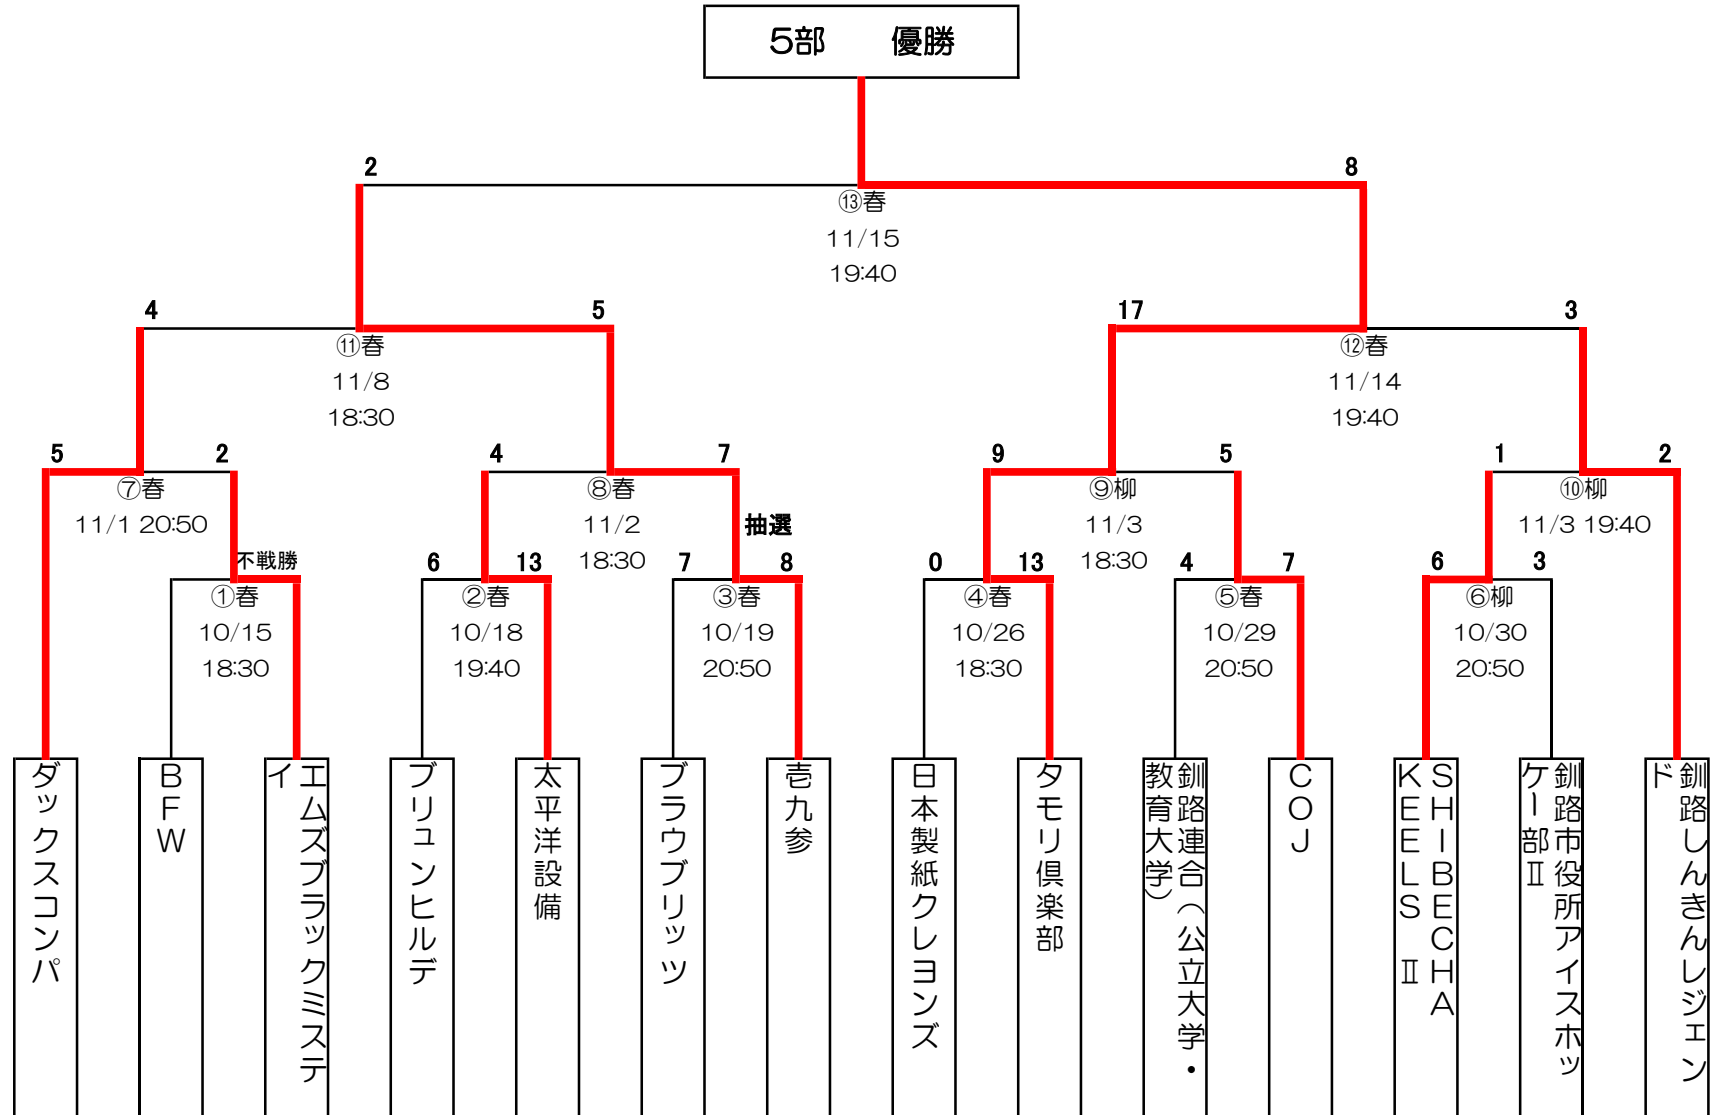 5部 優勝
2
8
⑬春
11/15
19:40
4
5
17
3
⑪春
11/8
18:30
⑫春
11/14
19:40
5
2
4
7
9
5
1
2
⑦春
11/1 20:50
⑧春
11/2
18:30
⑨柳
11/3
18:30
⑩柳
11/3 19:40
抽選
不戦勝
6
13
7
8
0
13
4
7
6
3
①春
10/15
18:30
②春
10/18
19:40
③春
10/19
20:50
④春
10/26
18:30
⑤春
10/29
20:50
⑥柳
10/30
20:50
ダックスコンパ
BFW
エムズブラックミステ
イ
ブリュンヒルデ
太平洋設備
ブラウブリッツ
壱九参
日本製紙クレヨンズ
タモリ倶楽部
釧路連合（公立大学・
教育大学）
COJ
SHIBECHA
KEELS Ⅱ
釧路市役所アイスホッ
ケー部Ⅱ
釧路しんきんレジェン
ド